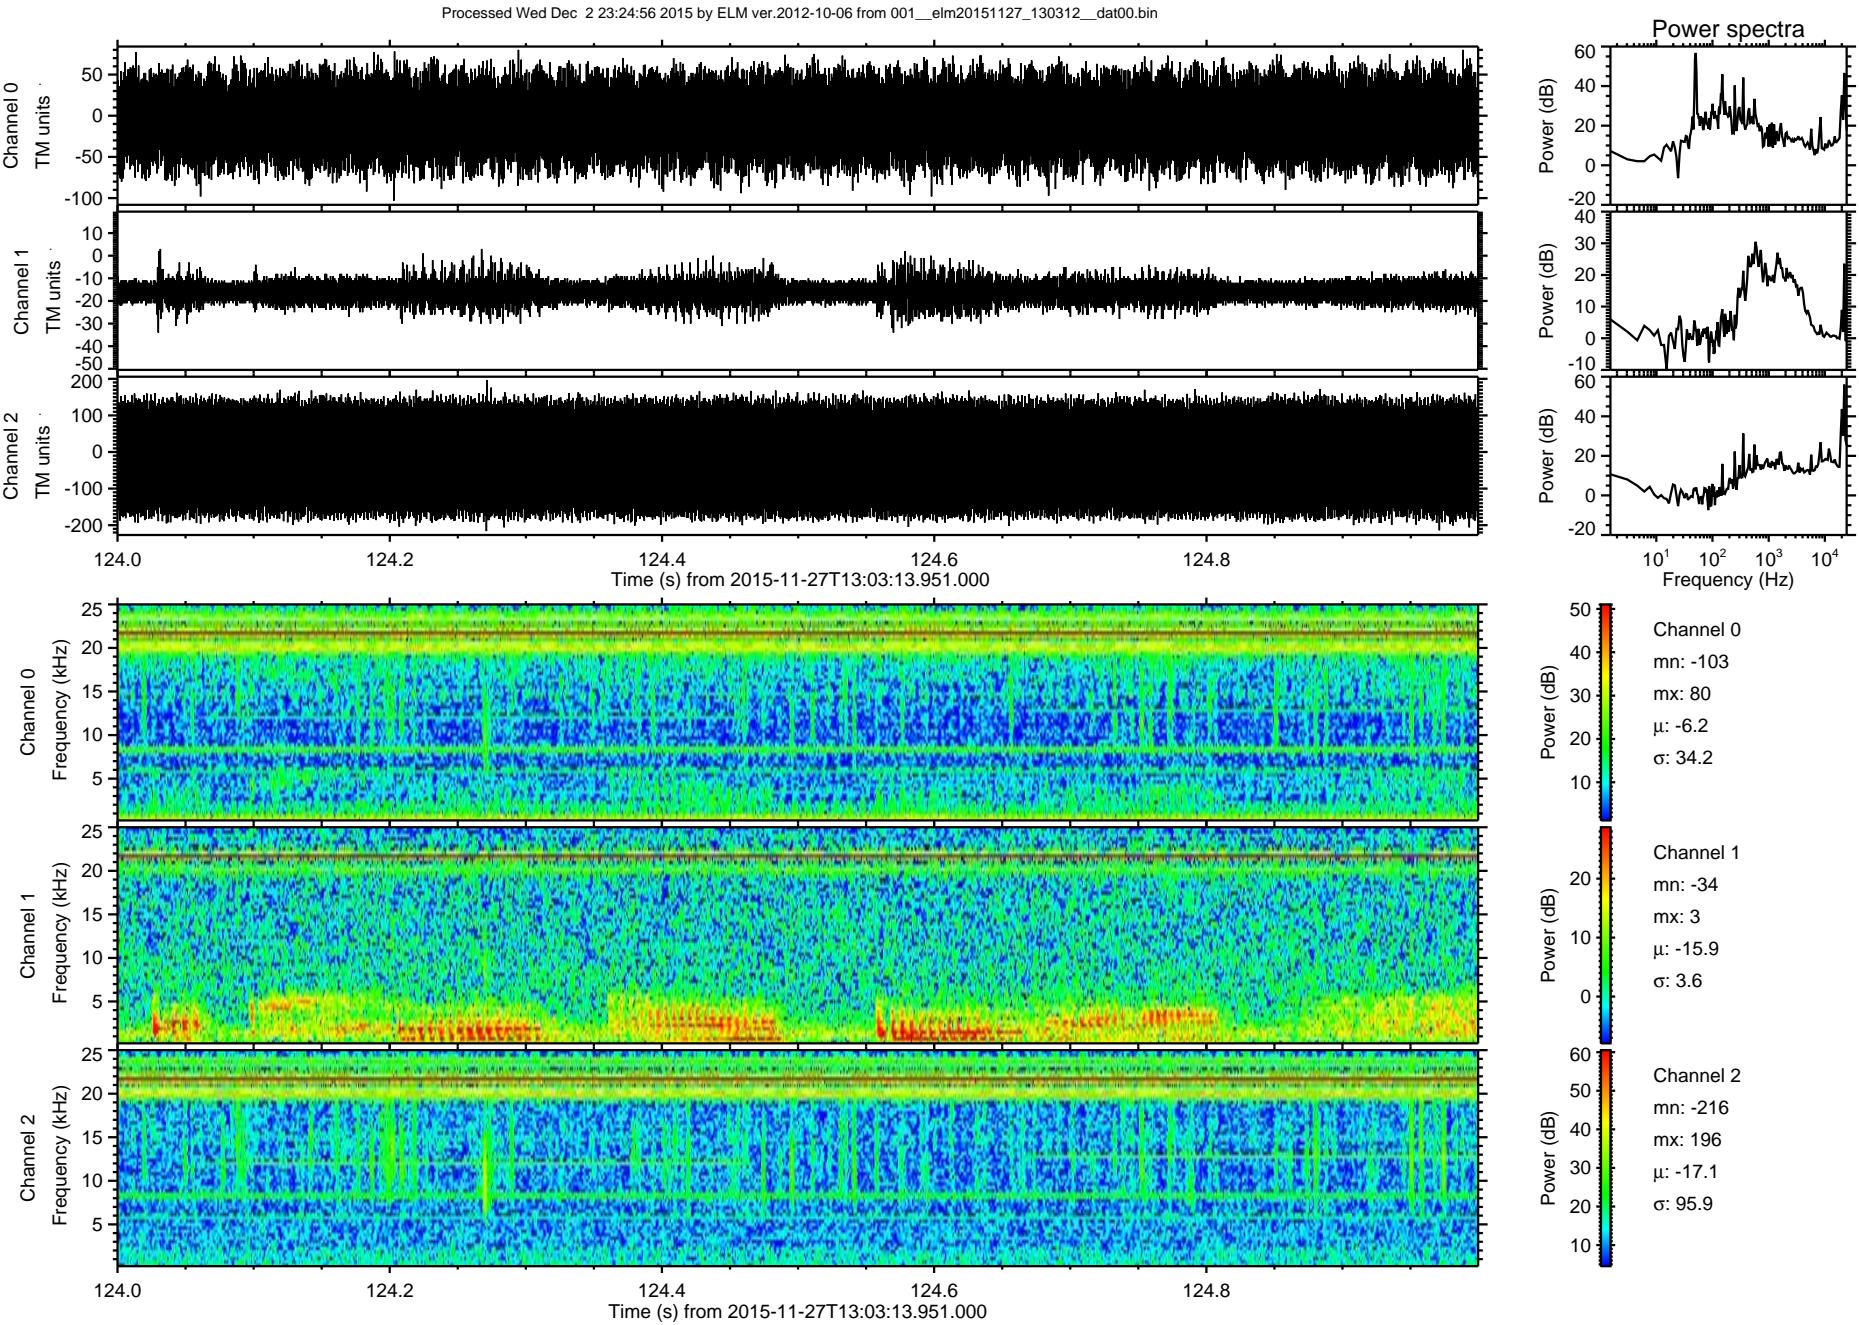 Processed Wed Dec  2 23:24:56 2015 by ELM ver.2012-10-06 from 001__elm20151127_130312__dat00.bin
Power spectra
Channel 0
TM units
50
0
-50
-100
Power (dB)
60
40
20
0
-20
Channel 1
TM units
10
0
-10
-20
-30
-40
-50
Power (dB)
40
30
20
10
0
-10
Channel 2
TM units
200
100
0
-100
-200
Power (dB)
60
40
20
0
-20
124.0 124.2 124.4 124.6 124.8
Time (s) from 2015-11-27T13:03:13.951.000
10¹ 10² 10³ 10⁴
Frequency (Hz)
Channel 0
Frequency (kHz)
25
20
15
10
5
Power (dB)
50
40
30
20
10
Channel 0
mn: -103
mx: 80
µ: -6.2
σ: 34.2
Channel 1
Frequency (kHz)
25
20
15
10
5
Power (dB)
20
10
0
Channel 1
mn: -34
mx: 3
µ: -15.9
σ: 3.6
Channel 2
Frequency (kHz)
25
20
15
10
5
Power (dB)
60
50
40
30
20
10
Channel 2
mn: -216
mx: 196
µ: -17.1
σ: 95.9
124.0 124.2 124.4 124.6 124.8
Time (s) from 2015-11-27T13:03:13.951.000